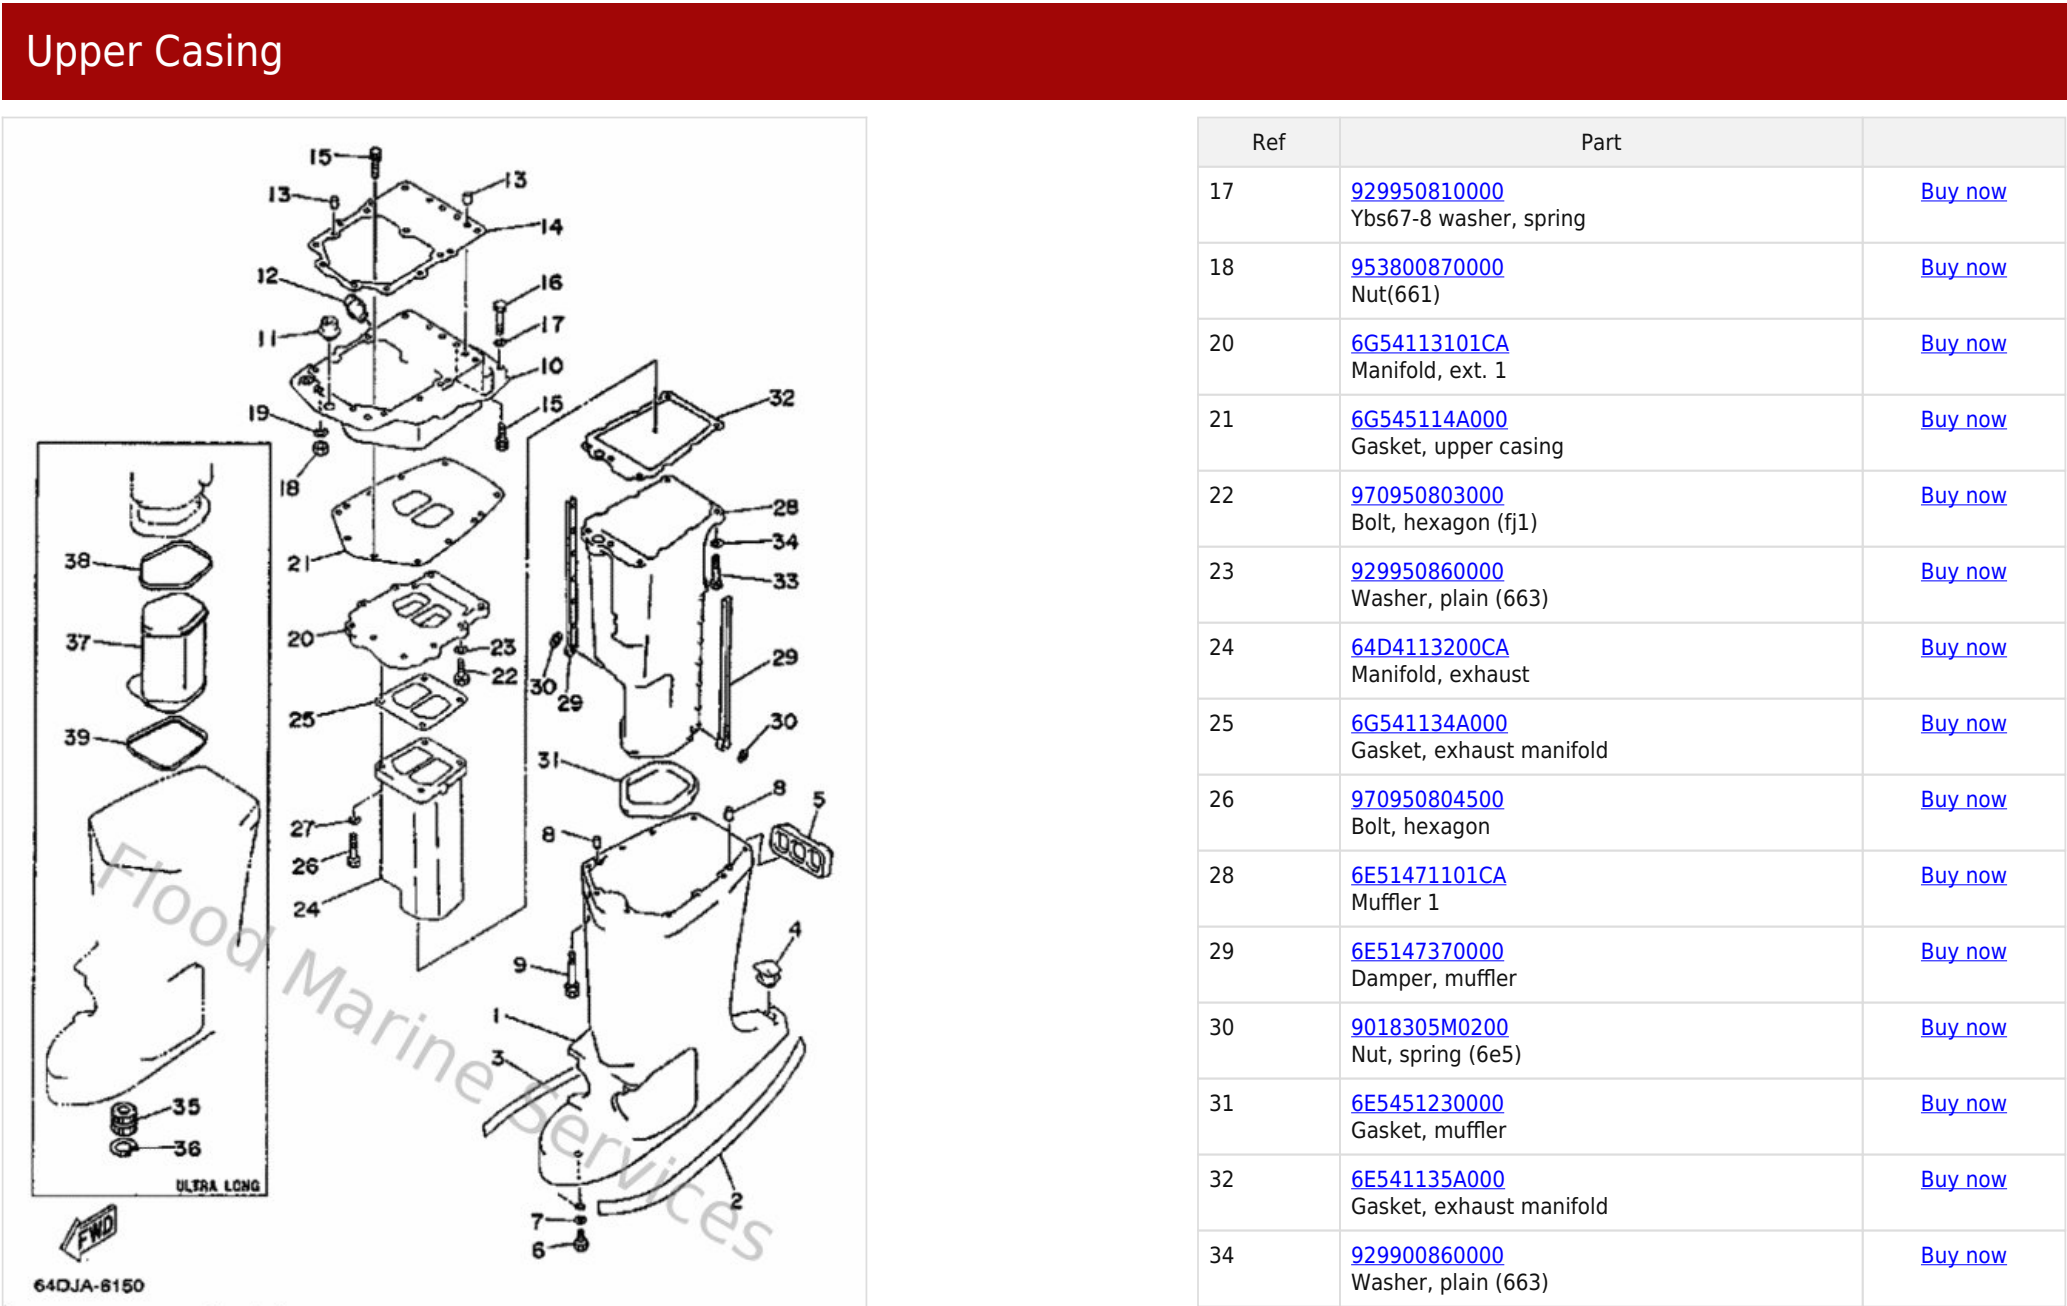 Upper Casing
15
13
13
14
12
16
11
17
10
15
19
18
32
28
34
33
21
38
20
23
22
37
30
29
29
25
30
39
31
8
5
27
8
26
24
4
9
1
3
35
36
ULTRA LONG
2
7
6
FWD
64DJA-6150
Flood Marine Services
Ref Part
17 929950810000 Buy now
Ybs67-8 washer, spring
18 953800870000 Buy now
Nut(661)
20 6G54113101CA Buy now
Manifold, ext. 1
21 6G545114A000 Buy now
Gasket, upper casing
22 970950803000 Buy now
Bolt, hexagon (fj1)
23 929950860000 Buy now
Washer, plain (663)
24 64D4113200CA Buy now
Manifold, exhaust
25 6G541134A000 Buy now
Gasket, exhaust manifold
26 970950804500 Buy now
Bolt, hexagon
28 6E51471101CA Buy now
Muffler 1
29 6E5147370000 Buy now
Damper, muffler
30 9018305M0200 Buy now
Nut, spring (6e5)
31 6E5451230000 Buy now
Gasket, muffler
32 6E541135A000 Buy now
Gasket, exhaust manifold
34 929900860000 Buy now
Washer, plain (663)